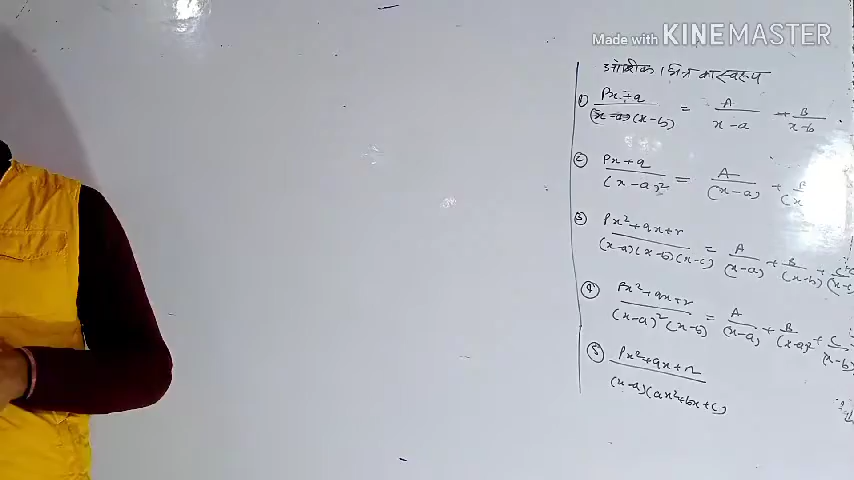 Made with KINEMASTER
आंशिक भिन्न का स्वरूप
① px+q/(x-a)(x-b) = A/x-a + B/x-b
② px+q/(x-a)² = A/(x-a) +
③ px²+qx+r/(x-a)(x-b)(x-c) = A/(x-a) + B/(x-b) + C/(x-c
④ px²+qx+r/(x-a)²(x-b) = A/(x-a) + B/(x-a)² + C/(x-b)
⑤ px²+qx+r/(x-a)(ax²+bx+c)